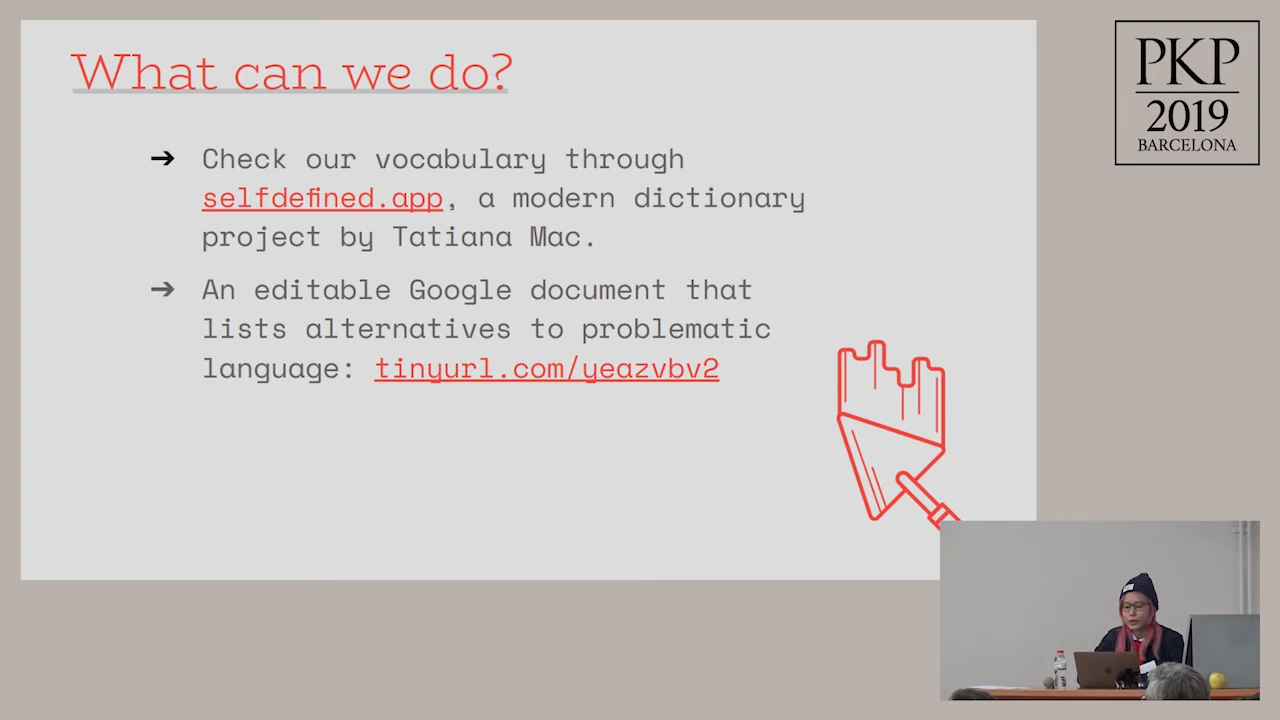 What can we do?
➔ Check our vocabulary through
selfdefined.app, a modern dictionary
project by Tatiana Mac.
➔ An editable Google document that
lists alternatives to problematic
language: tinyurl.com/yeazvbv2
PKP
2019
BARCELONA